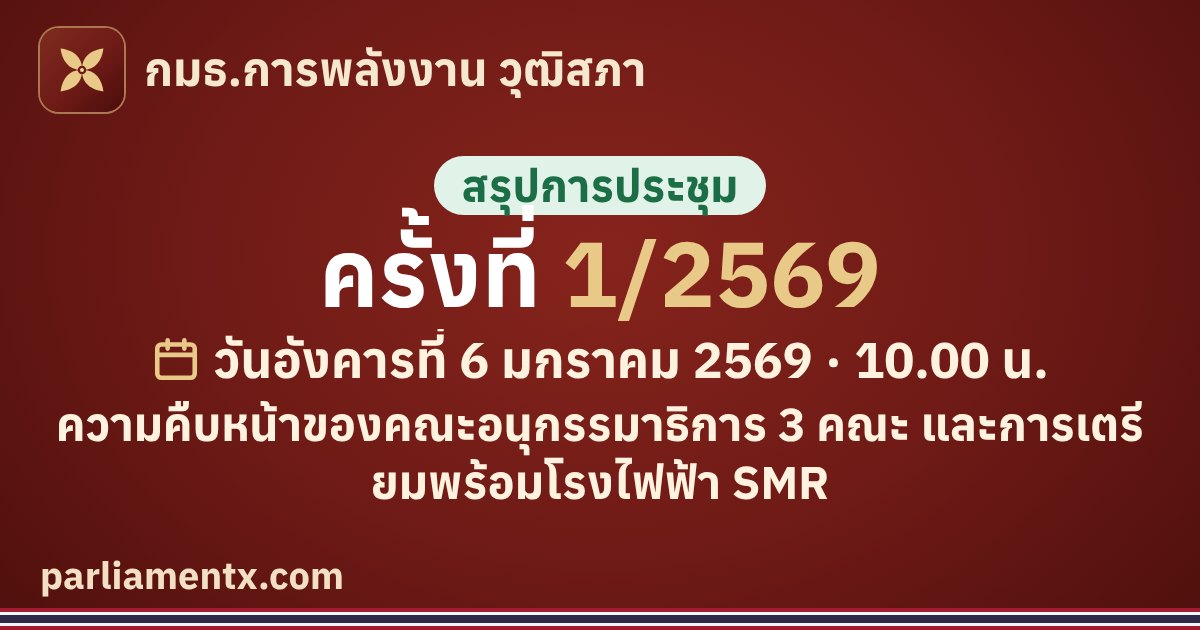 กมธ.การพลังงาน วุฒิสภา
สรุปการประชุม
ครั้งที่ 1/2569
วันอังคารที่ 6 มกราคม 2569 · 10.00 น.
ความคืบหน้าของคณะอนุกรรมาธิการ 3 คณะ และการเตรี
ยมพร้อมโรงไฟฟ้า SMR
parliamentx.com